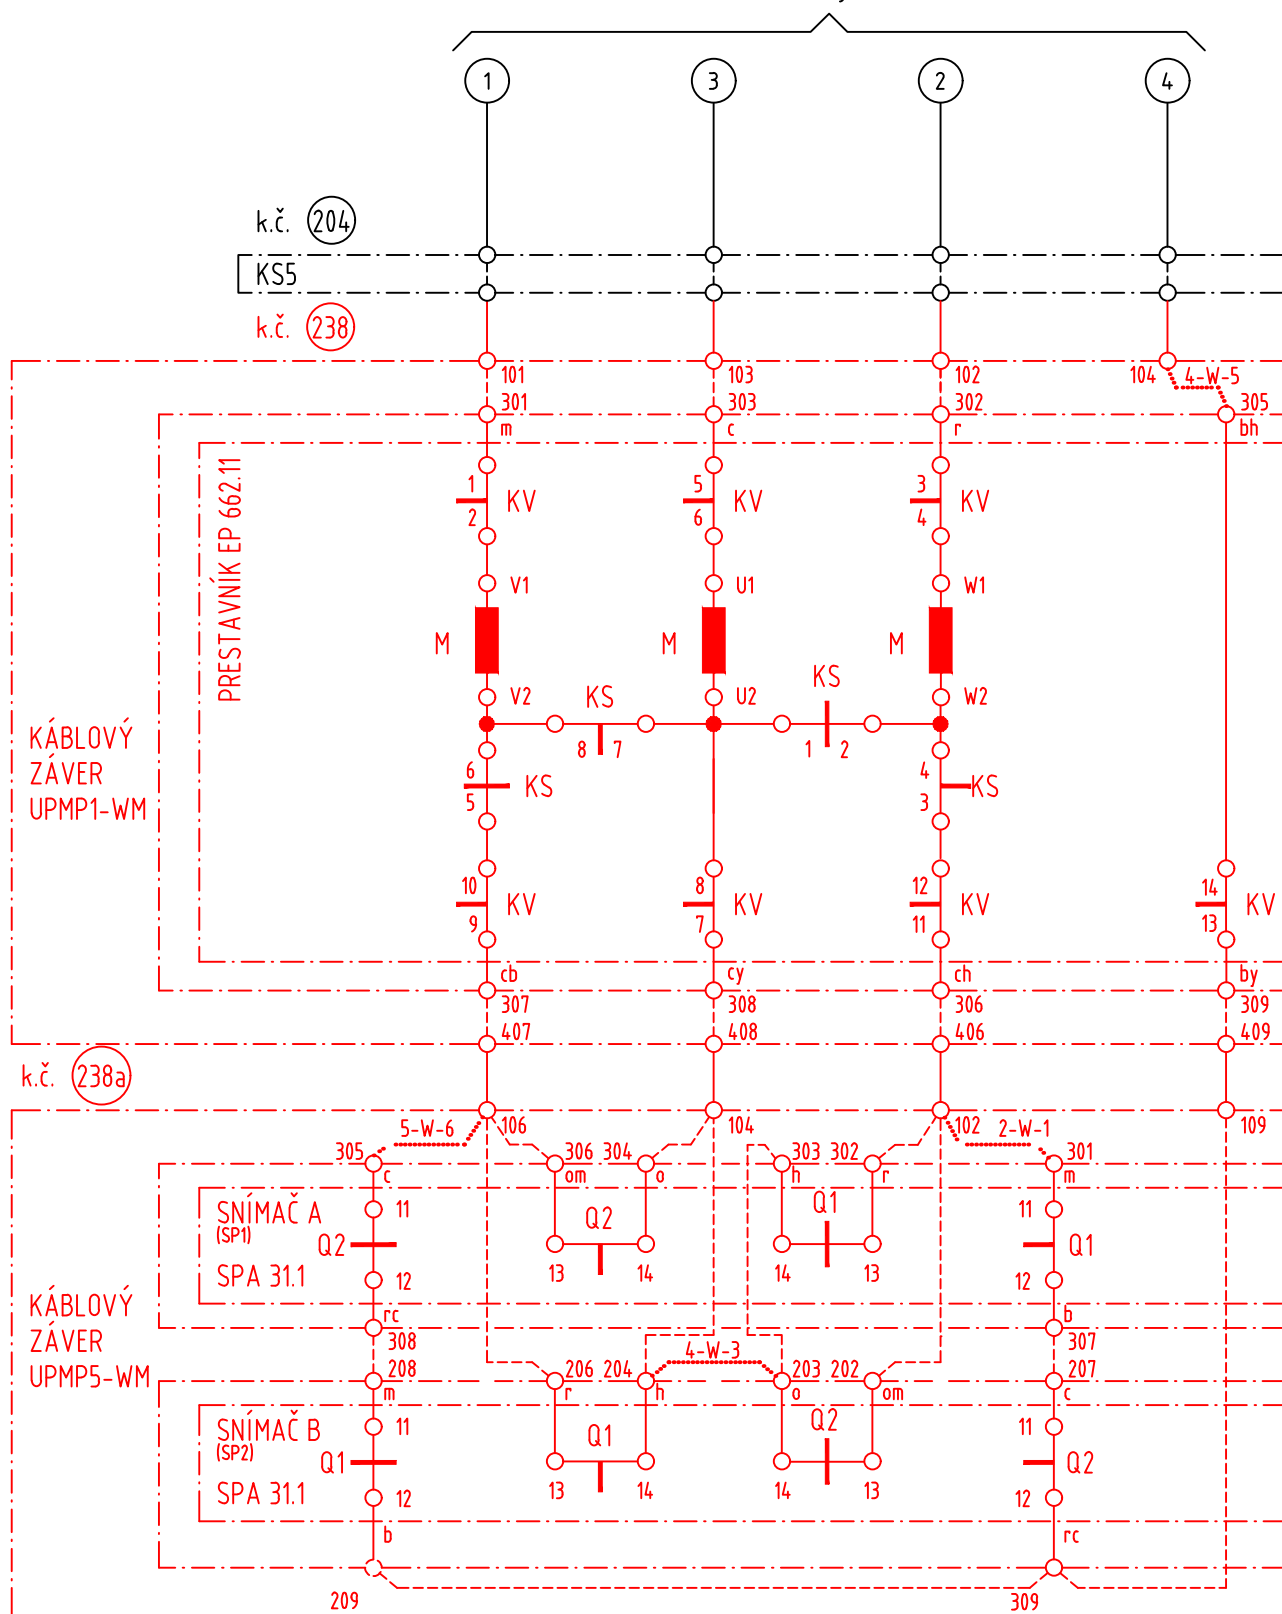 1 3 2 4
k.č. 204
KS5
k.č. 238
101 103 102 104 4-W-5
301 303 302 305
m c r bh
PRESTAVNÍK EP 662.11
1 KV 5 KV 3 KV
2 6 4
V1 U1 W1
M M M
V2 KS U2 KS W2
8 7 1 2
6 KS 4 KS
5 3
KÁBLOVÝ
ZÁVER
UPMP1-WM
10 KV 8 KV 12 KV 14 KV
9 7 11 13
cb cy ch by
307 308 306 309
407 408 406 409
k.č. 238a
106 104 102 109
5-W-6 2-W-1
305 306 304 303 302 301
c om o h r m
SNÍMAČ A
(SP1)
SPA 31.1
11 Q2 Q1 11
Q2 Q1
13 14 14 13
12 12
rc b
308 307
KÁBLOVÝ
ZÁVER
UPMP5-WM
4-W-3
208 206 204 203 202 207
m r h o om c
SNÍMAČ B
(SP2)
SPA 31.1
11 Q1 Q2 11
Q1 Q2
13 14 14 13
12 12
b rc
209 309